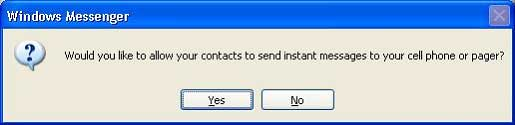 Windows Messenger
Would you like to allow your contacts to send instant messages to your cell phone or pager?
Yes No